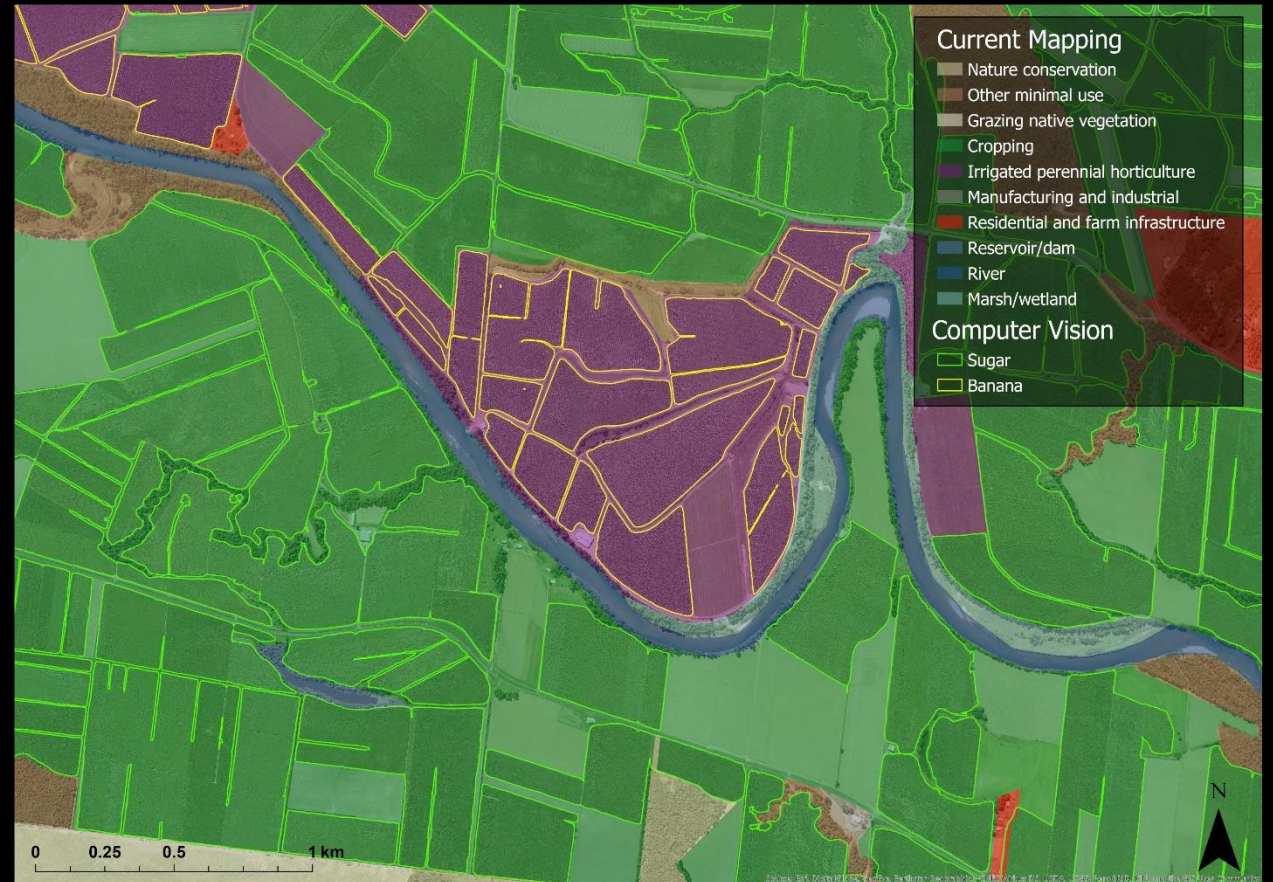 Current Mapping
Nature conservation
Other minimal use
Grazing native vegetation
Cropping
Irrigated perennial horticulture
Manufacturing and industrial
Residential and farm infrastructure
Reservoir/dam
River
Marsh/wetland
Computer Vision
Sugar
Banana
N
0 0.25 0.5 1 km